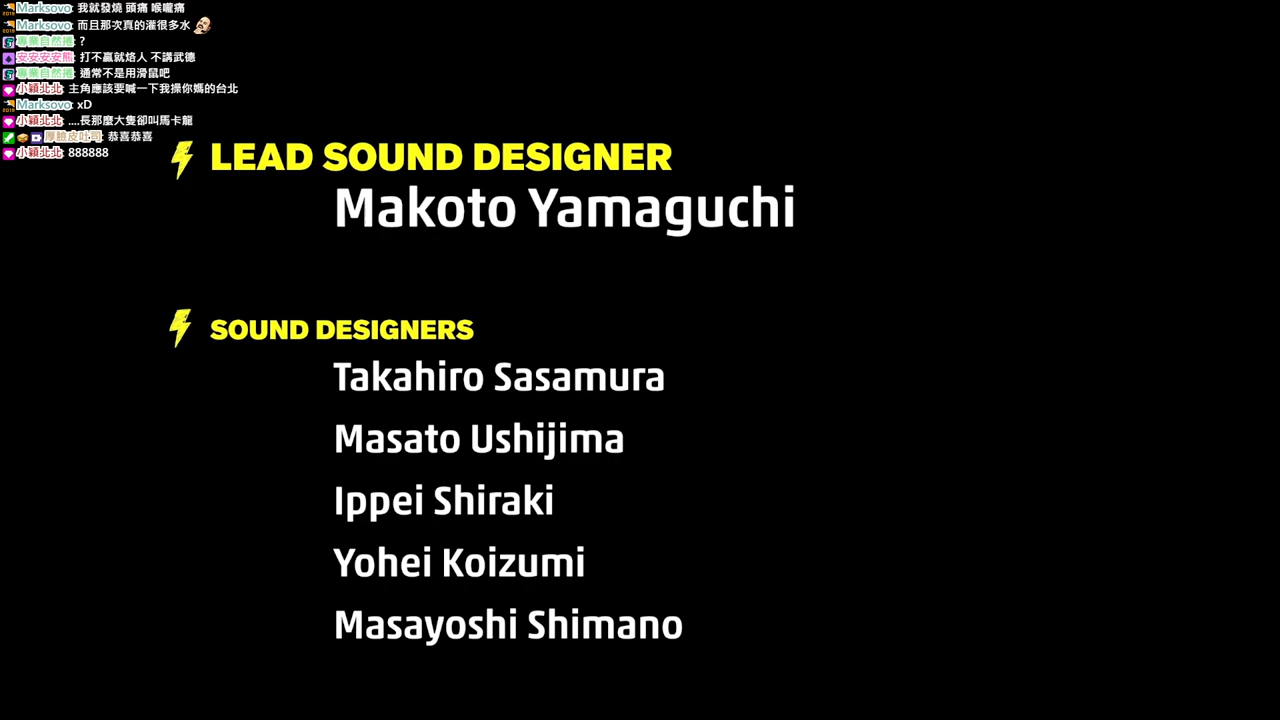 Marksovo: 我就發燒 頭痛 喉嚨痛
Marksovo: 而且那次真的灌很多水
專業自然捲: ?
安安安安熊: 打不贏就烙人 不講武德
專業自然捲: 通常不是用滑鼠吧
小穎北北: 主角應該要喊一下我操你媽的台北
Marksovo: xD
小穎北北: ....長那麼大隻卻叫馬卡龍
厚臉皮吐司: 恭喜恭喜
小穎北北: 888888
LEAD SOUND DESIGNER
Makoto Yamaguchi
SOUND DESIGNERS
Takahiro Sasamura
Masato Ushijima
Ippei Shiraki
Yohei Koizumi
Masayoshi Shimano